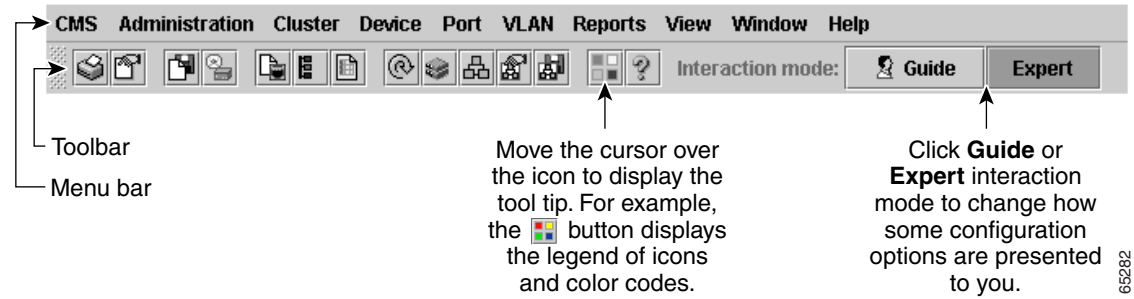 CMS Administration Cluster Device Port VLAN Reports View Window Help
Interaction mode: Guide Expert
Toolbar
Menu bar
Move the cursor over
the icon to display the
tool tip. For example,
the button displays
the legend of icons
and color codes.
Click Guide or
Expert interaction
mode to change how
some configuration
options are presented
to you.
65282